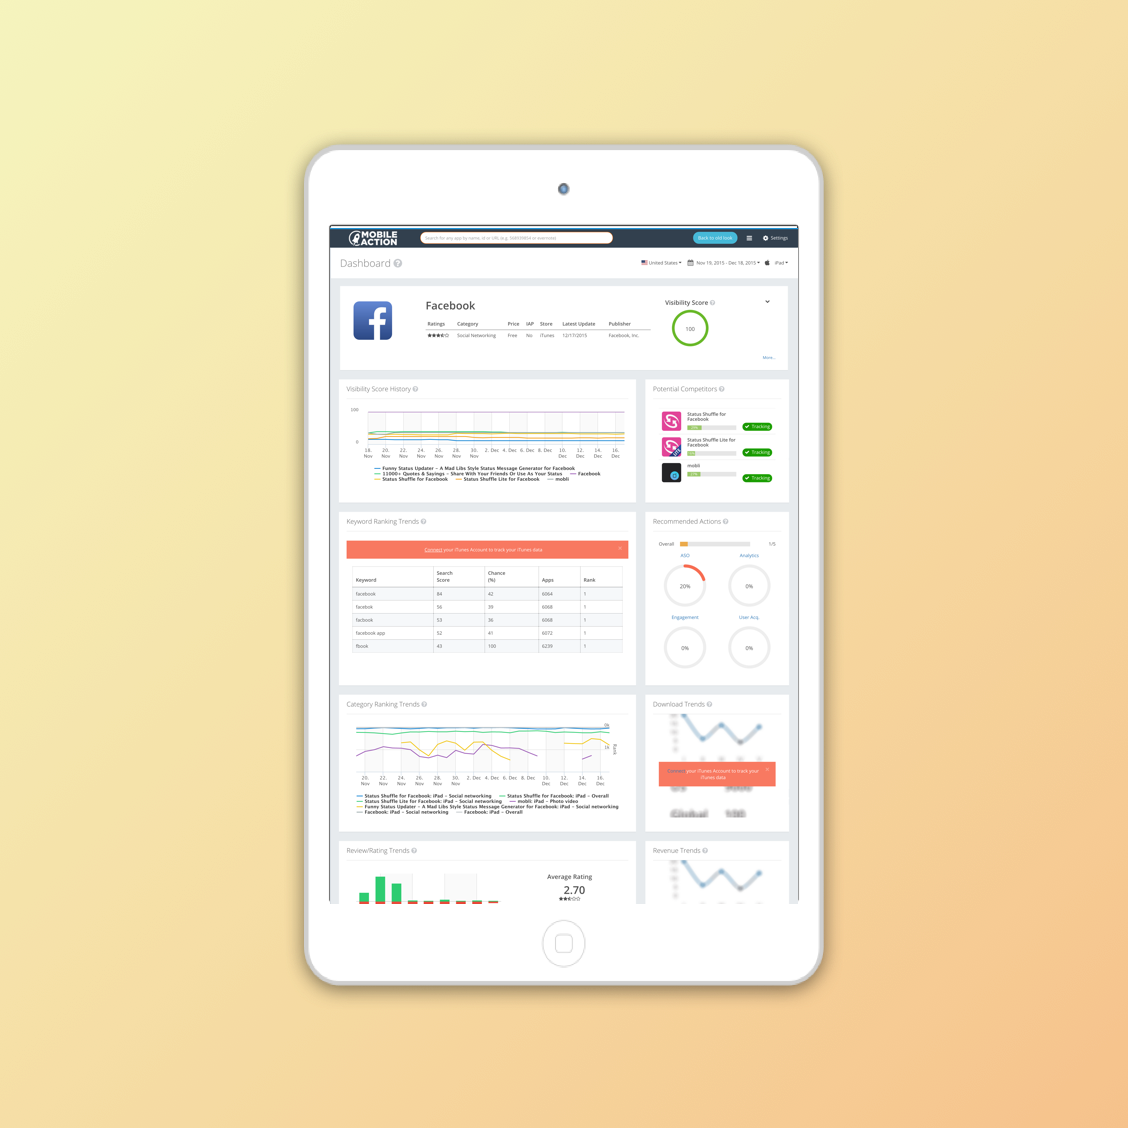 MOBILE ACTION
Search for any app by name, id or URL (e.g. 0d8539854 or evernote)
Back to old look
Settings
Dashboard
United States
Nov 19, 2015 - Dec 18, 2015
iPad
Facebook
Ratings Category Price IAP Store Latest Update Publisher
Social Networking Free No iTunes 12/17/2015 Facebook, Inc.
Visibility Score
100
More...
Visibility Score History
100
0
18. Nov 20. Nov 22. Nov 24. Nov 26. Nov 28. Nov 30. Nov 2. Dec 4. Dec 6. Dec 8. Dec 10. Dec 12. Dec 14. Dec 16. Dec
Funny Status Updater – A Mad Libs Style Status Message Generator for Facebook
11000+ Quotes & Sayings – Share With Your Friends Or Use As Your Status Facebook
Status Shuffle for Facebook Status Shuffle Lite for Facebook mobli
Potential Competitors
Status Shuffle for Facebook
Tracking
Status Shuffle Lite for Facebook
Tracking
mobli
Tracking
Keyword Ranking Trends
Connect your iTunes Account to track your iTunes data
Keyword Search Score Chance (%) Apps Rank
facebook 84 42 6064 1
facebok 56 39 6068 1
facbook 53 36 6068 1
facebook app 52 41 6072 1
fbook 43 100 6239 1
Recommended Actions
Overall 1/5
ASO Analytics
20% 0%
Engagement User Acq.
0% 0%
Category Ranking Trends
Rank
20. Nov 22. Nov 24. Nov 26. Nov 28. Nov 30. Nov 2. Dec 4. Dec 6. Dec 8. Dec 10. Dec 12. Dec 14. Dec 16. Dec
Status Shuffle for Facebook: iPad – Social networking Status Shuffle for Facebook: iPad – Overall
Status Shuffle Lite for Facebook: iPad – Social networking mobli: iPad – Photo video
Funny Status Updater – A Mad Libs Style Status Message Generator for Facebook: iPad – Social networking
Facebook: iPad – Social networking Facebook: iPad – Overall
Download Trends
Connect your iTunes Account to track your iTunes data
Global 100
Review/Rating Trends
Average Rating
2.70
Revenue Trends